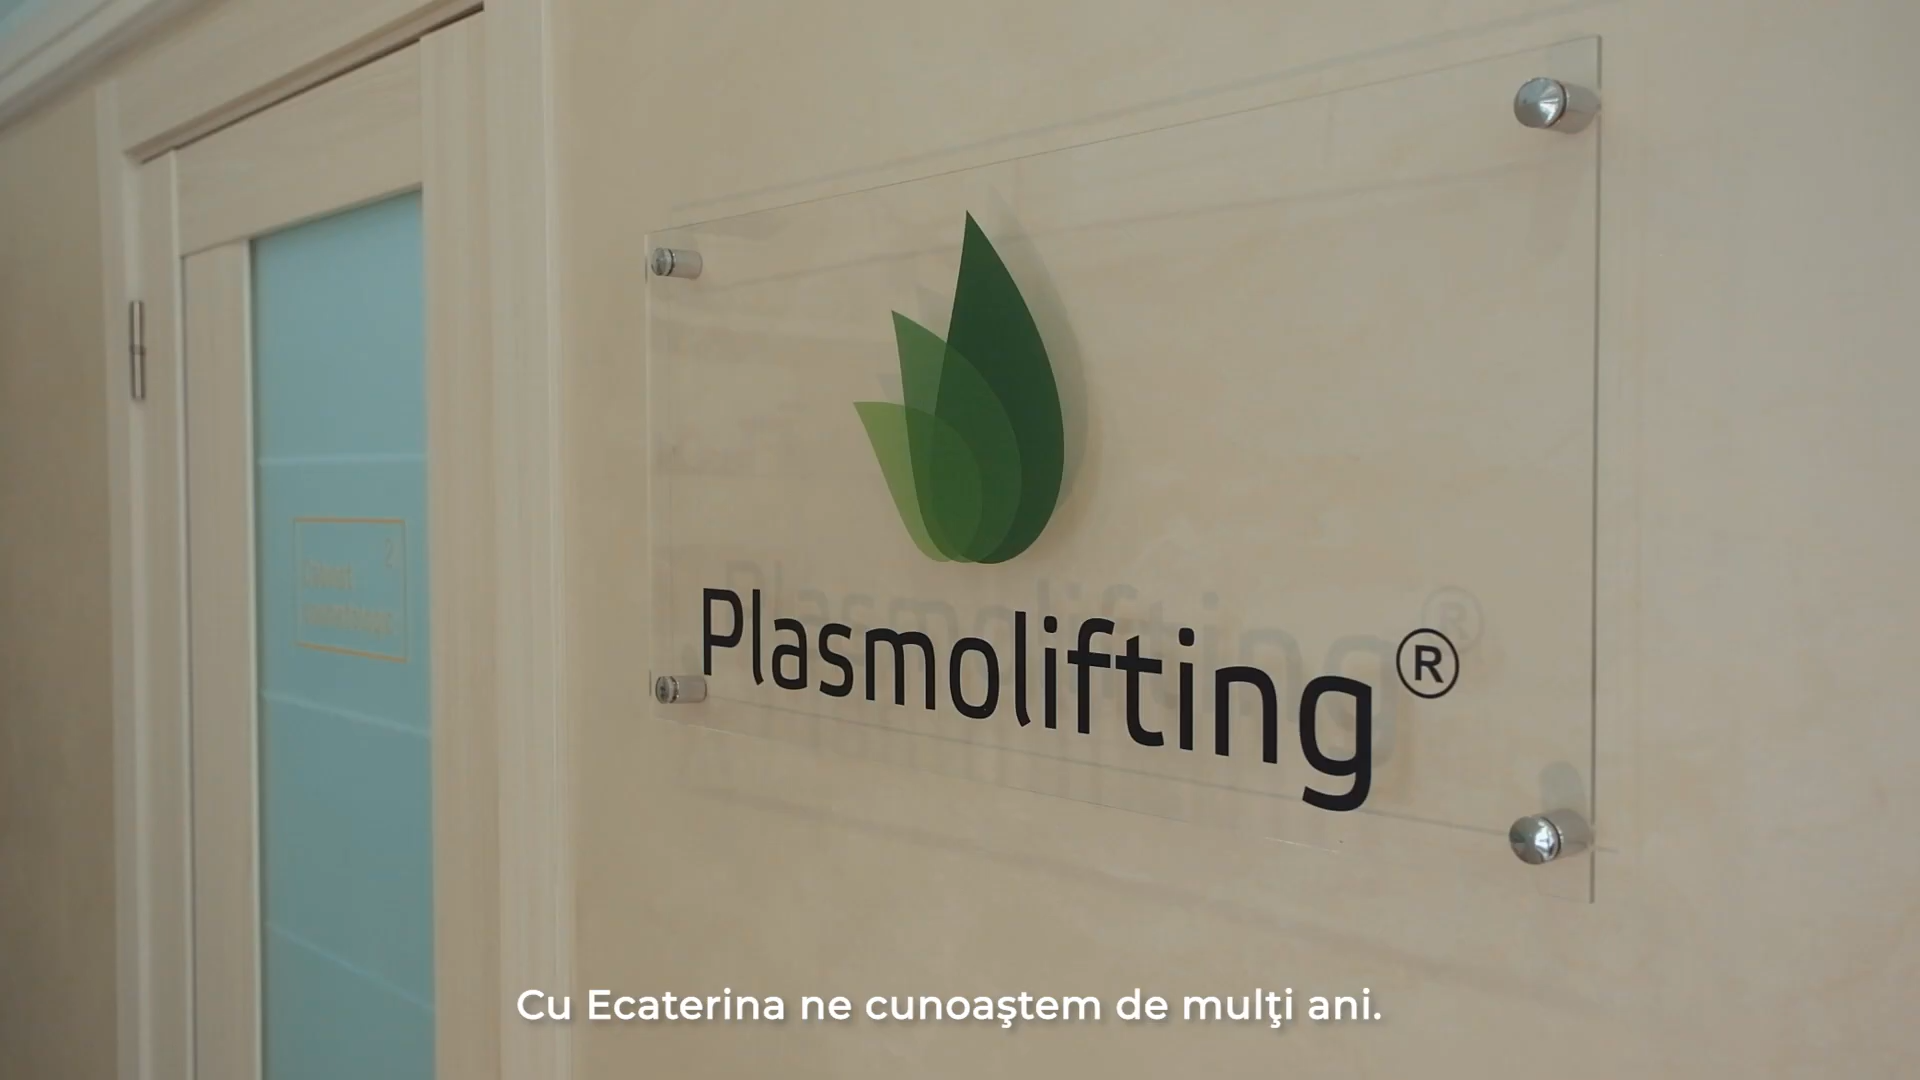 Plasmolifting®
Cu Ecaterina ne cunoaştem de mulţi ani.